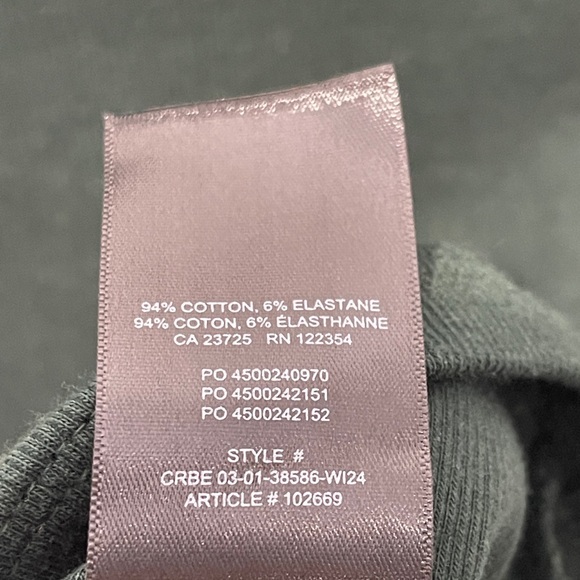 94% COTTON, 6% ELASTANE
94% COTON, 6% ÉLASTHANNE
CA 23725 RN 122354
PO 4500240970
PO 4500242151
PO 4500242152
STYLE #
CRBE 03-01-38586-WI24
ARTICLE # 102669